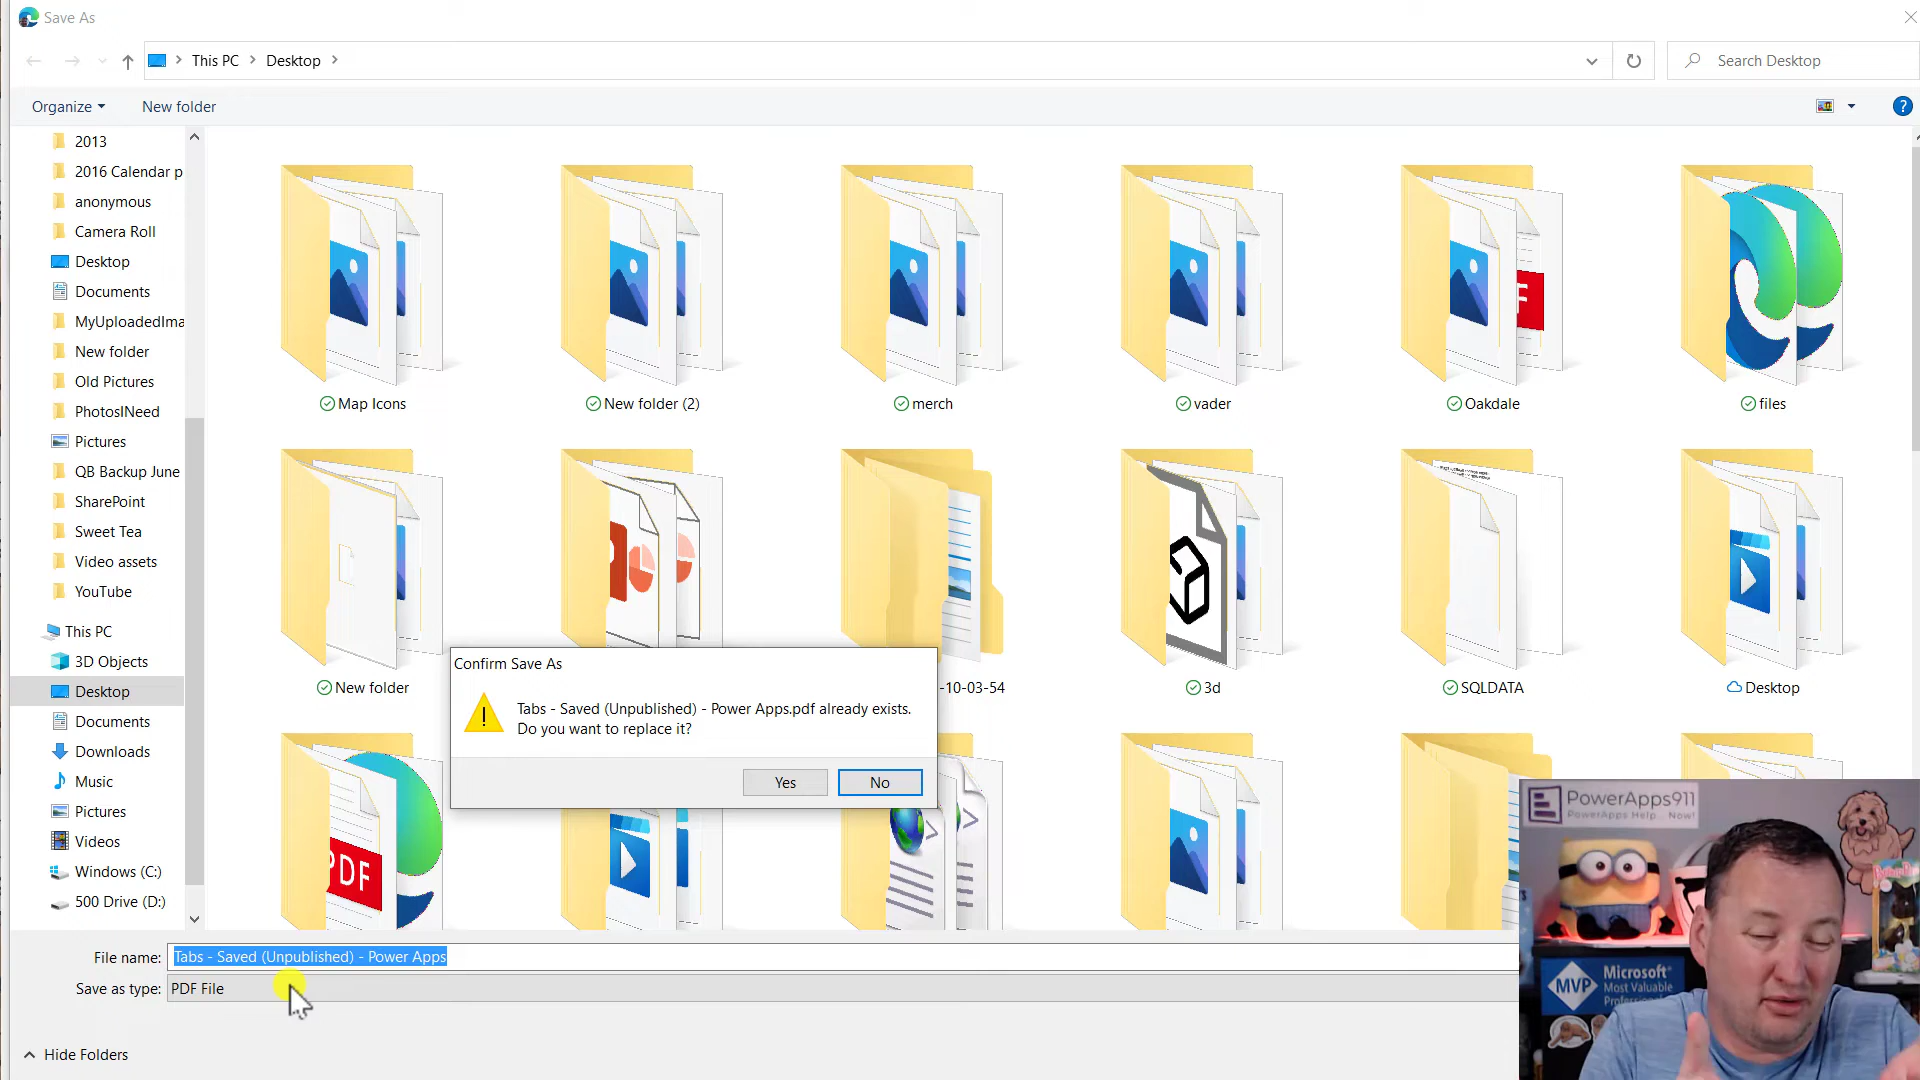 Save As
This PC
Desktop
Search Desktop
Organize
New folder
?
2013
2016 Calendar p
anonymous
Camera Roll
Desktop
Documents
MyUploadedIma
New folder
Old Pictures
PhotosINeed
Pictures
QB Backup June
SharePoint
Sweet Tea
Video assets
YouTube
This PC
3D Objects
Desktop
Documents
Downloads
Music
Pictures
Videos
Windows (C:)
500 Drive (D:)
Map Icons
New folder (2)
merch
vader
Oakdale
files
New folder
-10-03-54
3d
SQLDATA
Desktop
PDF
Confirm Save As
Tabs - Saved (Unpublished) - Power Apps.pdf already exists.
Do you want to replace it?
Yes
No
File name:
Tabs - Saved (Unpublished) - Power Apps
Save as type:
PDF File
Hide Folders
PowerApps911
PowerApps Help... Now!
MVP
Microsoft®
Most Valuable